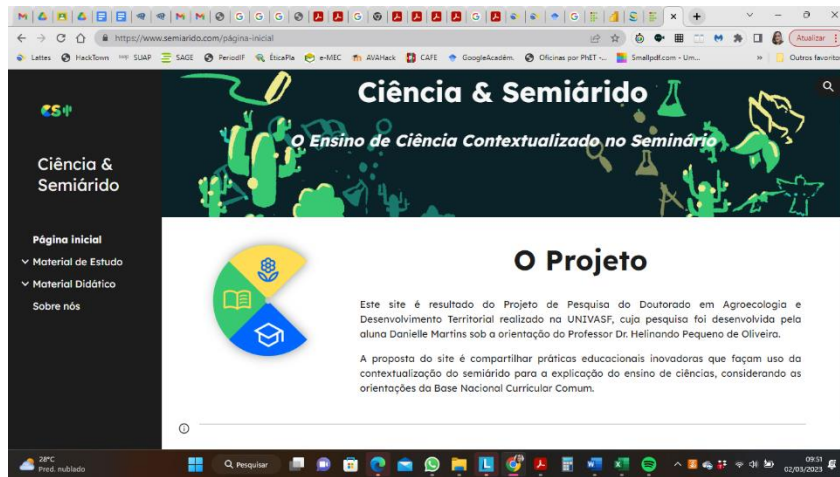 https://www.semiarido.com/página-inicial
Atualizar
Lattes
HackTown
SUAP
SAGE
PeriodIF
ÉticaPia
e-MEC
AVAHack
CAFE
GoogleAcadêm.
Oficinas por PhET -...
Smallpdf.com - Um...
»
Outros favoritos
CS
Ciência &
Semiárido
Página inicial
Material de Estudo
Material Didático
Sobre nós
Ciência & Semiárido
O Ensino de Ciência Contextualizado no Seminário
O Projeto
Este site é resultado do Projeto de Pesquisa do Doutorado em Agroecologia e
Desenvolvimento Territorial realizado na UNIVASF, cuja pesquisa foi desenvolvida pela
aluna Danielle Martins sob a orientação do Professor Dr. Helinando Pequeno de Oliveira.
A proposta do site é compartilhar práticas educacionais inovadoras que façam uso da
contextualização do semiárido para a explicação do ensino de ciências, considerando as
orientações da Base Nacional Curricular Comum.
28°C
Pred. nublado
Pesquisar
09:51
02/03/2023